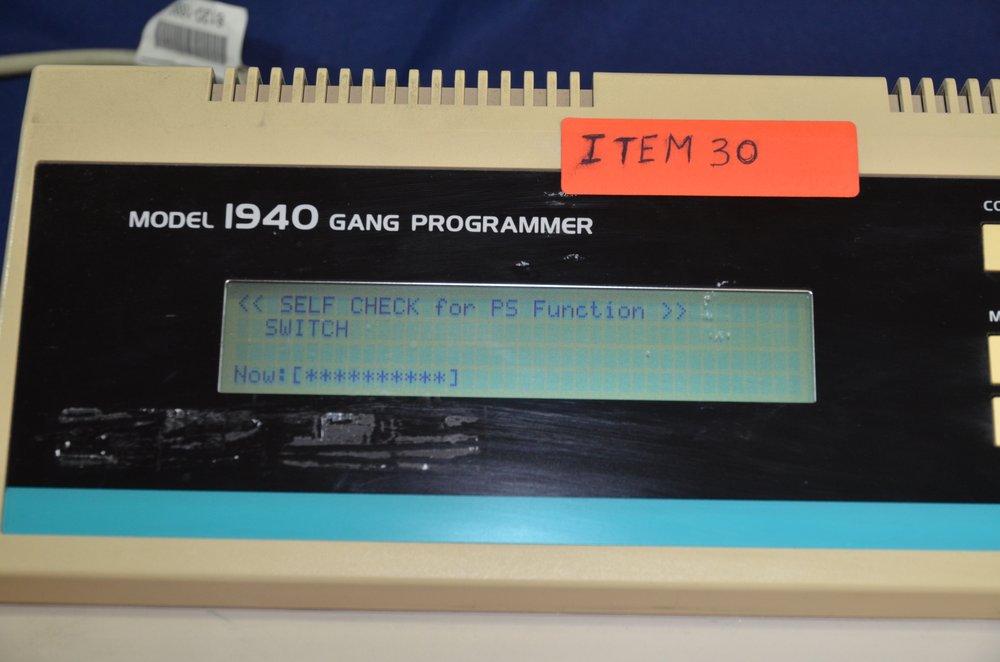 ITEM 30
MODEL 1940 GANG PROGRAMMER
<< SELF CHECK for PS Function >>
SWITCH
Now:[**********]